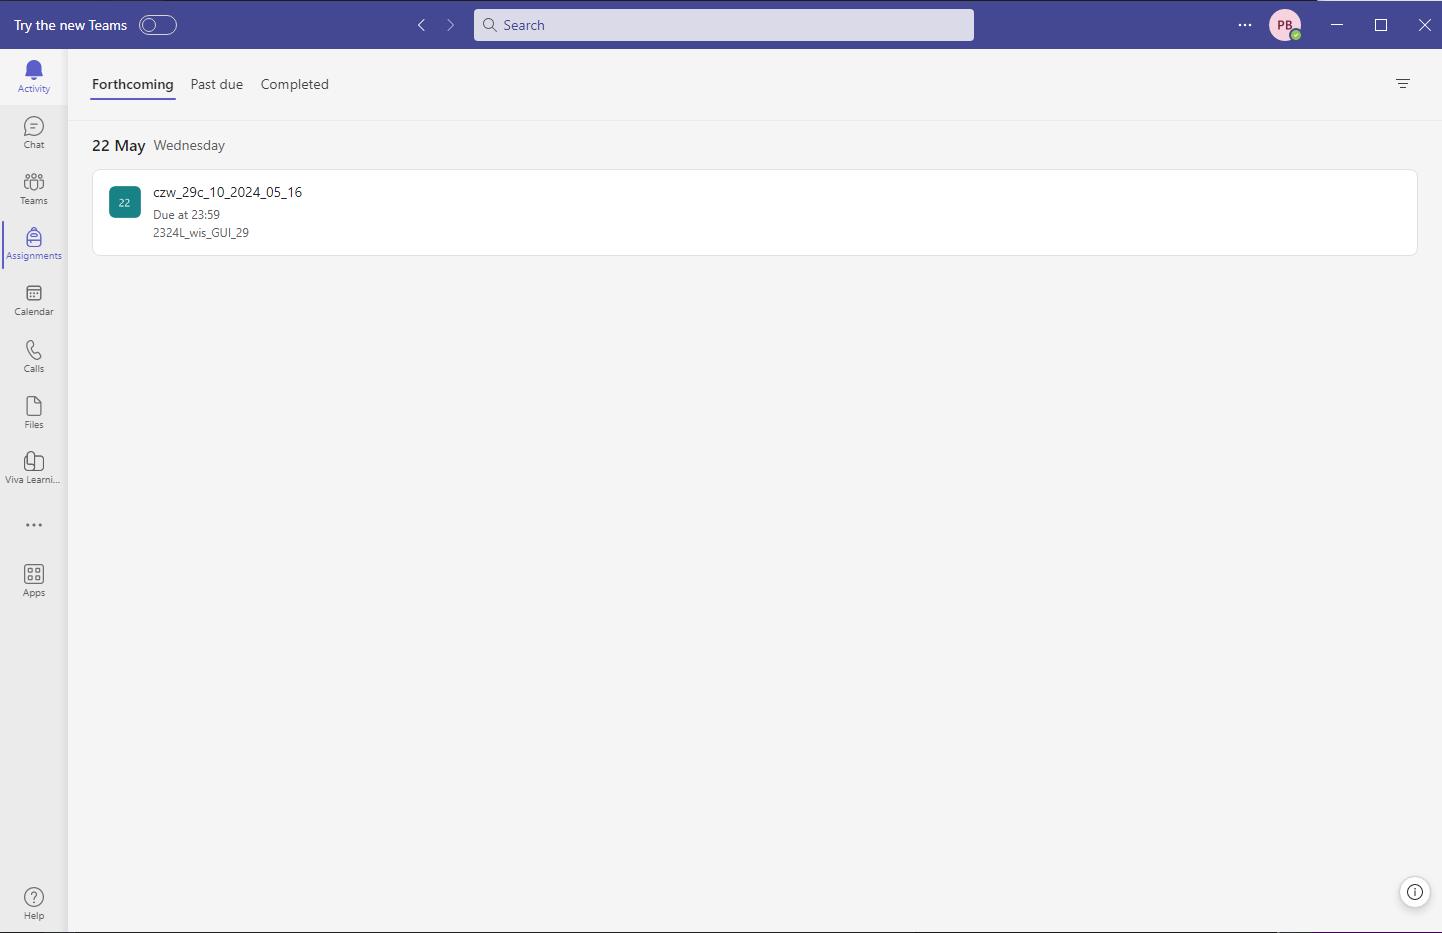 Try the new Teams
Search
PB
Activity
Chat
Teams
Assignments
Calendar
Calls
Files
Viva Learni...
Apps
Help
Forthcoming Past due Completed
22 May Wednesday
22
czw_29c_10_2024_05_16
Due at 23:59
2324L_wis_GUI_29